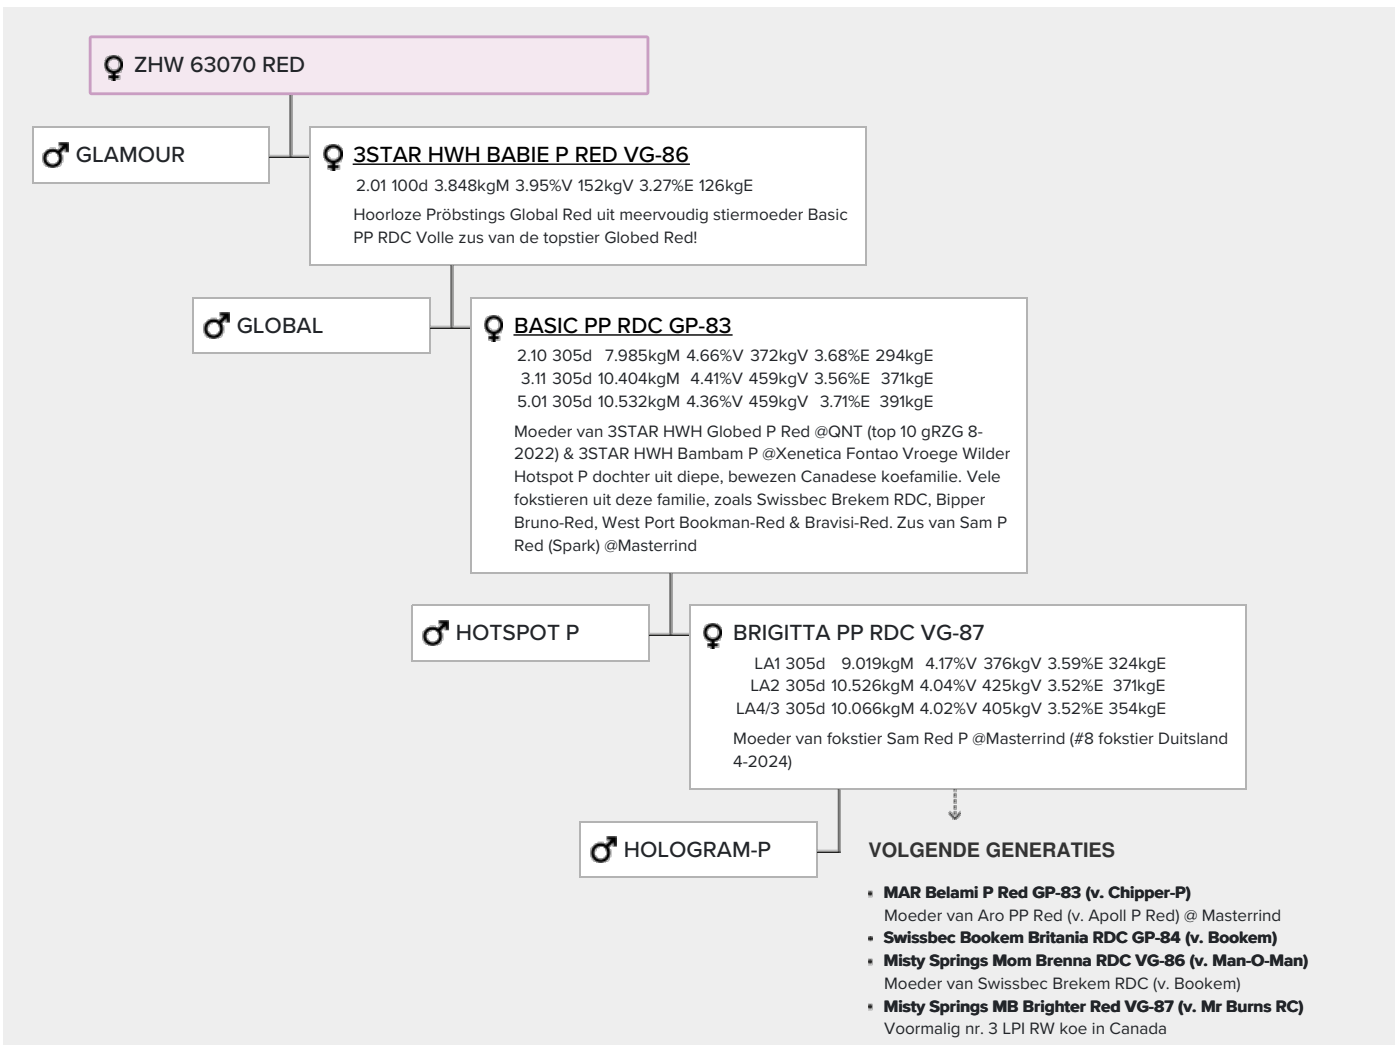 ZHW 63070 RED
GLAMOUR
3STAR HWH BABIE P RED VG-86
2.01 100d 3.848kgM 3.95%V 152kgV 3.27%E 126kgE
Hoorloze Pröbstings Global Red uit meervoudig stiermoeder Basic
PP RDC Volle zus van de topstier Globed Red!
GLOBAL
BASIC PP RDC GP-83
2.10 305d 7.985kgM 4.66%V 372kgV 3.68%E 294kgE
3.11 305d 10.404kgM 4.41%V 459kgV 3.56%E 371kgE
5.01 305d 10.532kgM 4.36%V 459kgV 3.71%E 391kgE
Moeder van 3STAR HWH Globed P Red @QNT (top 10 gRZG 8-
2022) & 3STAR HWH Bambam P @Xenetica Fontao Vroege Wilder
Hotspot P dochter uit diepe, bewezen Canadese koefamilie. Vele
fokstieren uit deze familie, zoals Swissbec Brekem RDC, Bipper
Bruno-Red, West Port Bookman-Red & Bravisi-Red. Zus van Sam P
Red (Spark) @Masterrind
HOTSPOT P
BRIGITTA PP RDC VG-87
LA1 305d 9.019kgM 4.17%V 376kgV 3.59%E 324kgE
LA2 305d 10.526kgM 4.04%V 425kgV 3.52%E 371kgE
LA4/3 305d 10.066kgM 4.02%V 405kgV 3.52%E 354kgE
Moeder van fokstier Sam Red P @Masterrind (#8 fokstier Duitsland
4-2024)
HOLOGRAM-P
VOLGENDE GENERATIES
MAR Belami P Red GP-83 (v. Chipper-P)
Moeder van Aro PP Red (v. Apoll P Red) @ Masterrind
Swissbec Bookem Britania RDC GP-84 (v. Bookem)
Misty Springs Mom Brenna RDC VG-86 (v. Man-O-Man)
Moeder van Swissbec Brekem RDC (v. Bookem)
Misty Springs MB Brighter Red VG-87 (v. Mr Burns RC)
Voormalig nr. 3 LPI RW koe in Canada